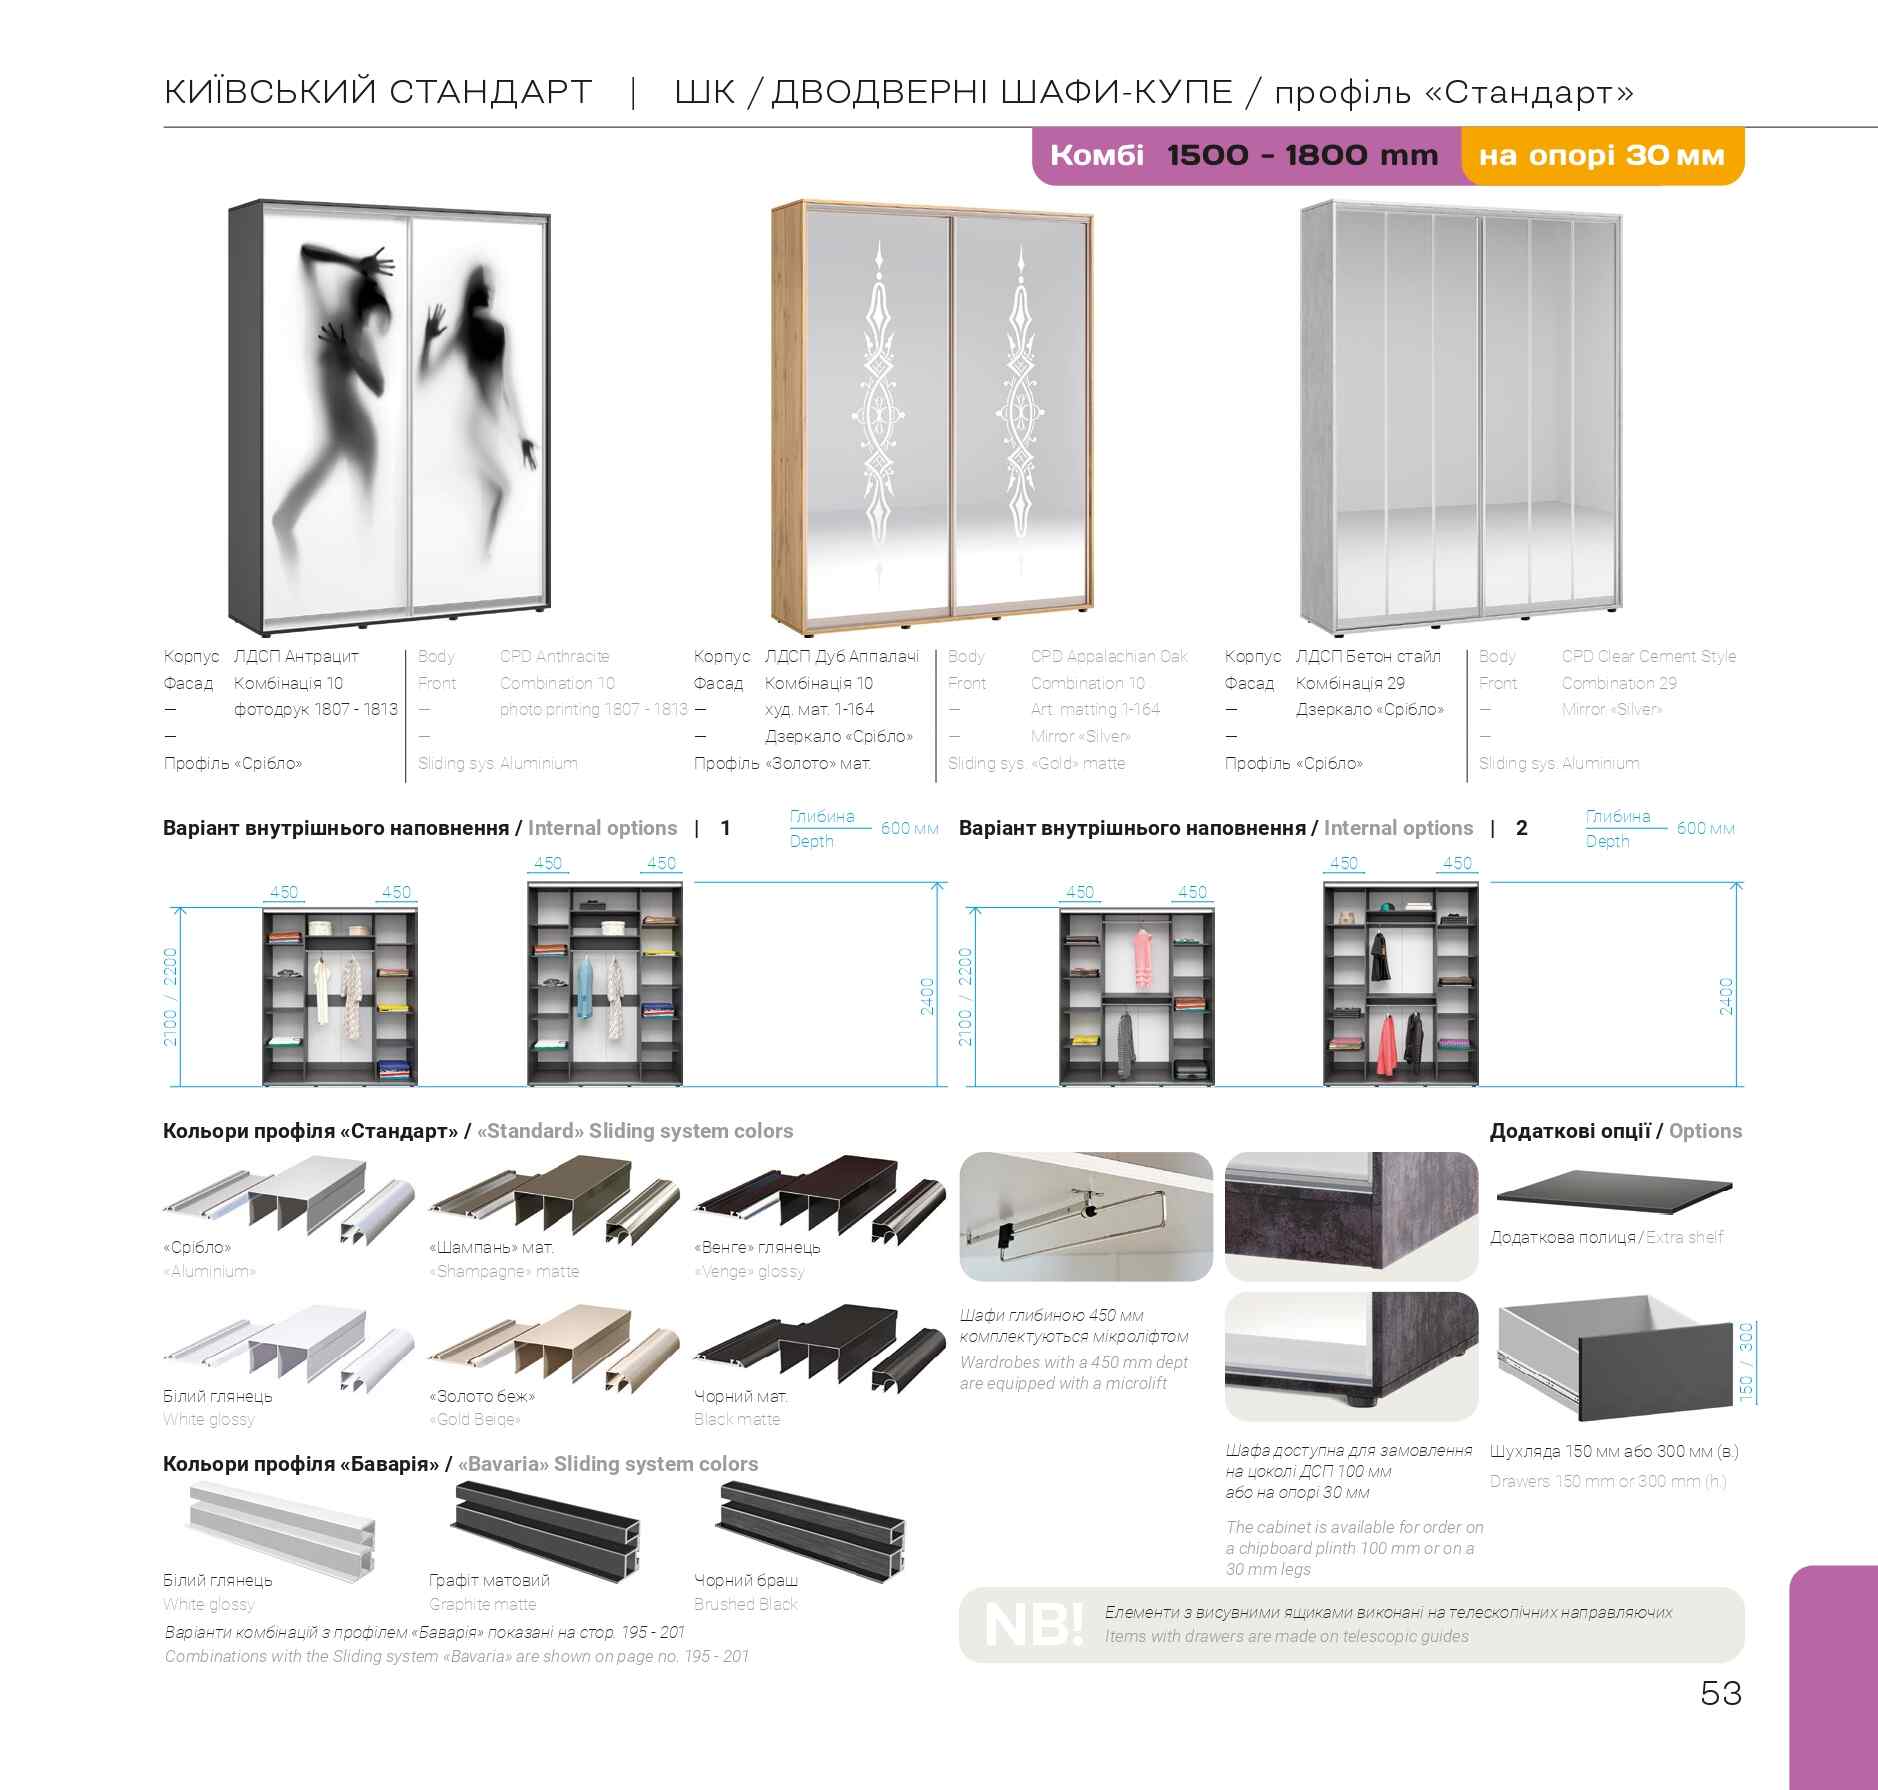 КИЇВСЬКИЙ СТАНДАРТ | ШК / ДВОДВЕРНІ ШАФИ-КУПЕ / профіль «Стандарт»
Комбі 1500 - 1800 mm на опорі 30 мм
Корпус ЛДСП Антрацит
Фасад Комбінація 10
— фотодрук 1807 - 1813
—
Профіль «Срібло»
Body CPD Anthracite
Front Combination 10
— photo printing 1807 - 1813
—
Sliding sys. Aluminium
Корпус ЛДСП Дуб Аппалачі
Фасад Комбінація 10
— худ. мат. 1-164
— Дзеркало «Срібло»
Профіль «Золото» мат.
Body CPD Appalachian Oak
Front Combination 10
— Art. matting 1-164
— Mirror «Silver»
Sliding sys. «Gold» matte
Корпус ЛДСП Бетон стайл
Фасад Комбінація 29
— Дзеркало «Срібло»
—
Профіль «Срібло»
Body CPD Clear Cement Style
Front Combination 29
— Mirror «Silver»
—
Sliding sys. Aluminium
Варіант внутрішнього наповнення / Internal options | 1
Глибина
Depth
600 мм
450 450
450 450
2100 / 2200
2400
Варіант внутрішнього наповнення / Internal options | 2
Глибина
Depth
600 мм
450 450
450 450
2100 / 2200
2400
Кольори профіля «Стандарт» / «Standard» Sliding system colors
«Срібло»
«Aluminium»
«Шампань» мат.
«Shampagne» matte
«Венге» глянець
«Venge» glossy
Білий глянець
White glossy
«Золото беж»
«Gold Beige»
Чорний мат.
Black matte
Кольори профіля «Баварія» / «Bavaria» Sliding system colors
Білий глянець
White glossy
Графіт матовий
Graphite matte
Чорний браш
Brushed Black
Варіанти комбінацій з профілем «Баварія» показані на стор. 195 - 201
Combinations with the Sliding system «Bavaria» are shown on page no. 195 - 201
Шафи глибиною 450 мм
комплектуються мікроліфтом
Wardrobes with a 450 mm dept
are equipped with a microlift
Шафа доступна для замовлення
на цоколі ДСП 100 мм
або на опорі 30 мм
The cabinet is available for order on
a chipboard plinth 100 mm or on a
30 mm legs
Додаткові опції / Options
Додаткова полиця / Extra shelf
150 / 300
Шухляда 150 мм або 300 мм (в.)
Drawers 150 mm or 300 mm (h.)
NB!
Елементи з висувними ящиками виконані на телескопічних направляючих
Items with drawers are made on telescopic guides
53